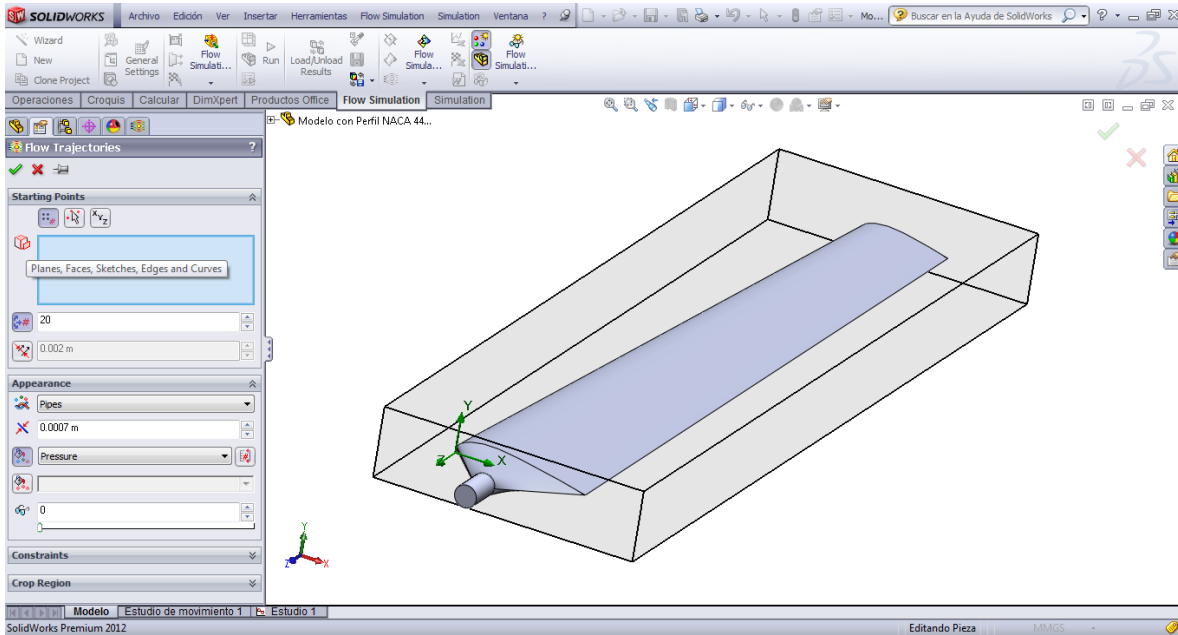 SOLIDWORKS Archivo Edición Ver Insertar Herramientas Flow Simulation Simulation Ventana ? Mo... Buscar en la Ayuda de SolidWorks ?
Wizard
New
Clone Project
General Settings
Flow Simulati...
Run
Load/Unload Results
Flow Simula...
Flow Simulati...
Operaciones Croquis Calcular DimXpert Productos Office Flow Simulation Simulation
Modelo con Perfil NACA 44...
Flow Trajectories ?
Starting Points
XYZ
Planes, Faces, Sketches, Edges and Curves
20
0.002 m
Appearance
Pipes
0.0007 m
Pressure
0
Constraints
Crop Region
Y
Z
X
Y
Z
X
Modelo Estudio de movimiento 1 Estudio 1
SolidWorks Premium 2012 Editando Pieza MMGS -